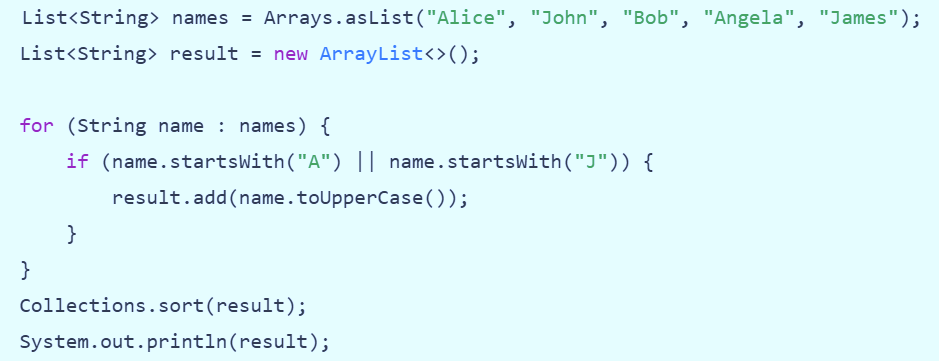 List<String> names = Arrays.asList("Alice", "John", "Bob", "Angela", "James");
List<String> result = new ArrayList<>();

for (String name : names) {
    if (name.startsWith("A") || name.startsWith("J")) {
        result.add(name.toUpperCase());
    }
}
Collections.sort(result);
System.out.println(result);